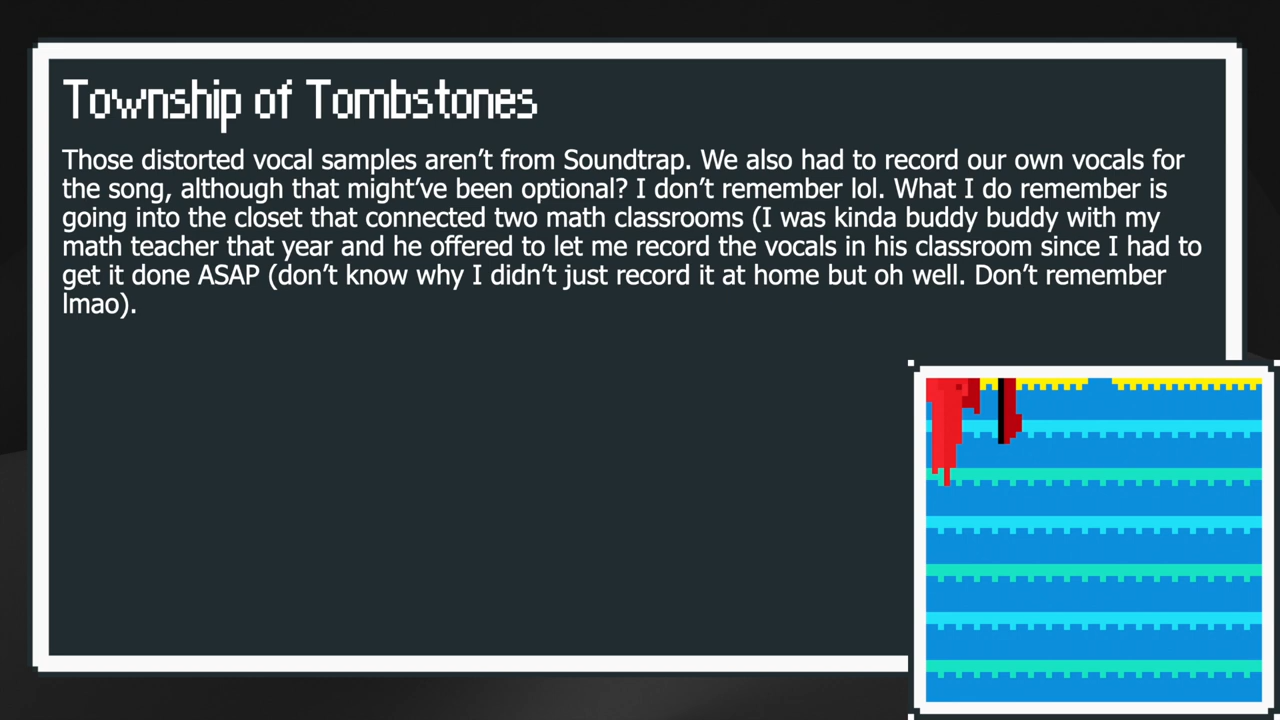 Township of Tombstones
Those distorted vocal samples aren’t from Soundtrap. We also had to record our own vocals for
the song, although that might’ve been optional? I don’t remember lol. What I do remember is
going into the closet that connected two math classrooms (I was kinda buddy buddy with my
math teacher that year and he offered to let me record the vocals in his classroom since I had to
get it done ASAP (don’t know why I didn’t just record it at home but oh well. Don’t remember
lmao).